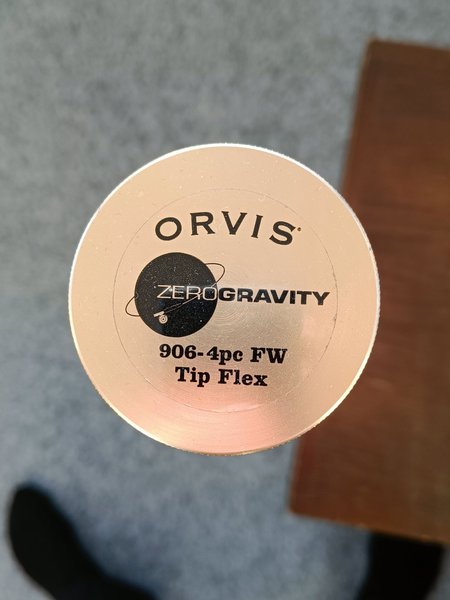 ORVIS®
ZEROGRAVITY
906-4pc FW
Tip Flex